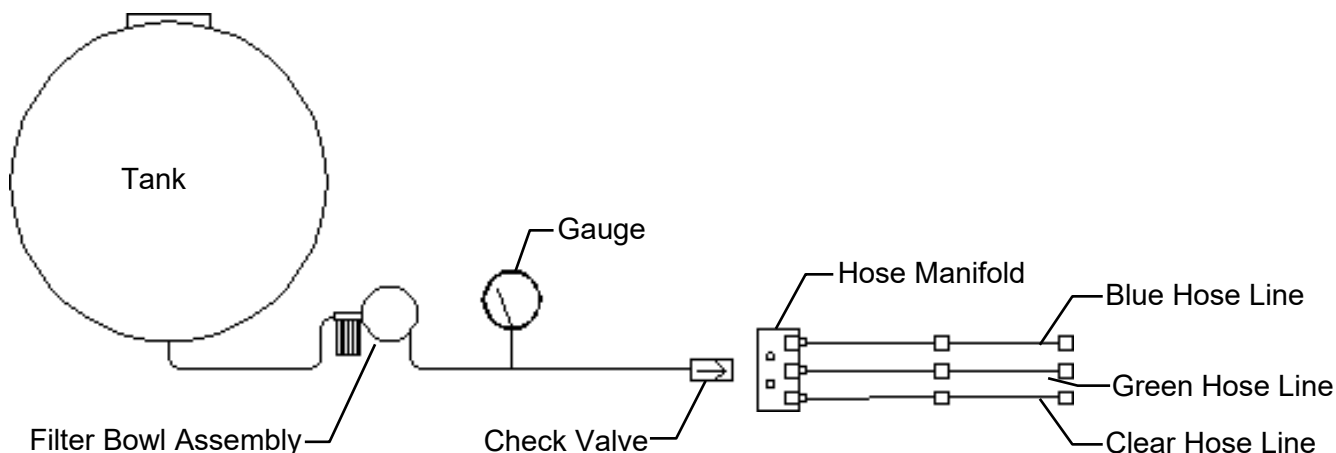 Tank
Gauge
Hose Manifold
Blue Hose Line
Green Hose Line
Filter Bowl Assembly
Check Valve
Clear Hose Line